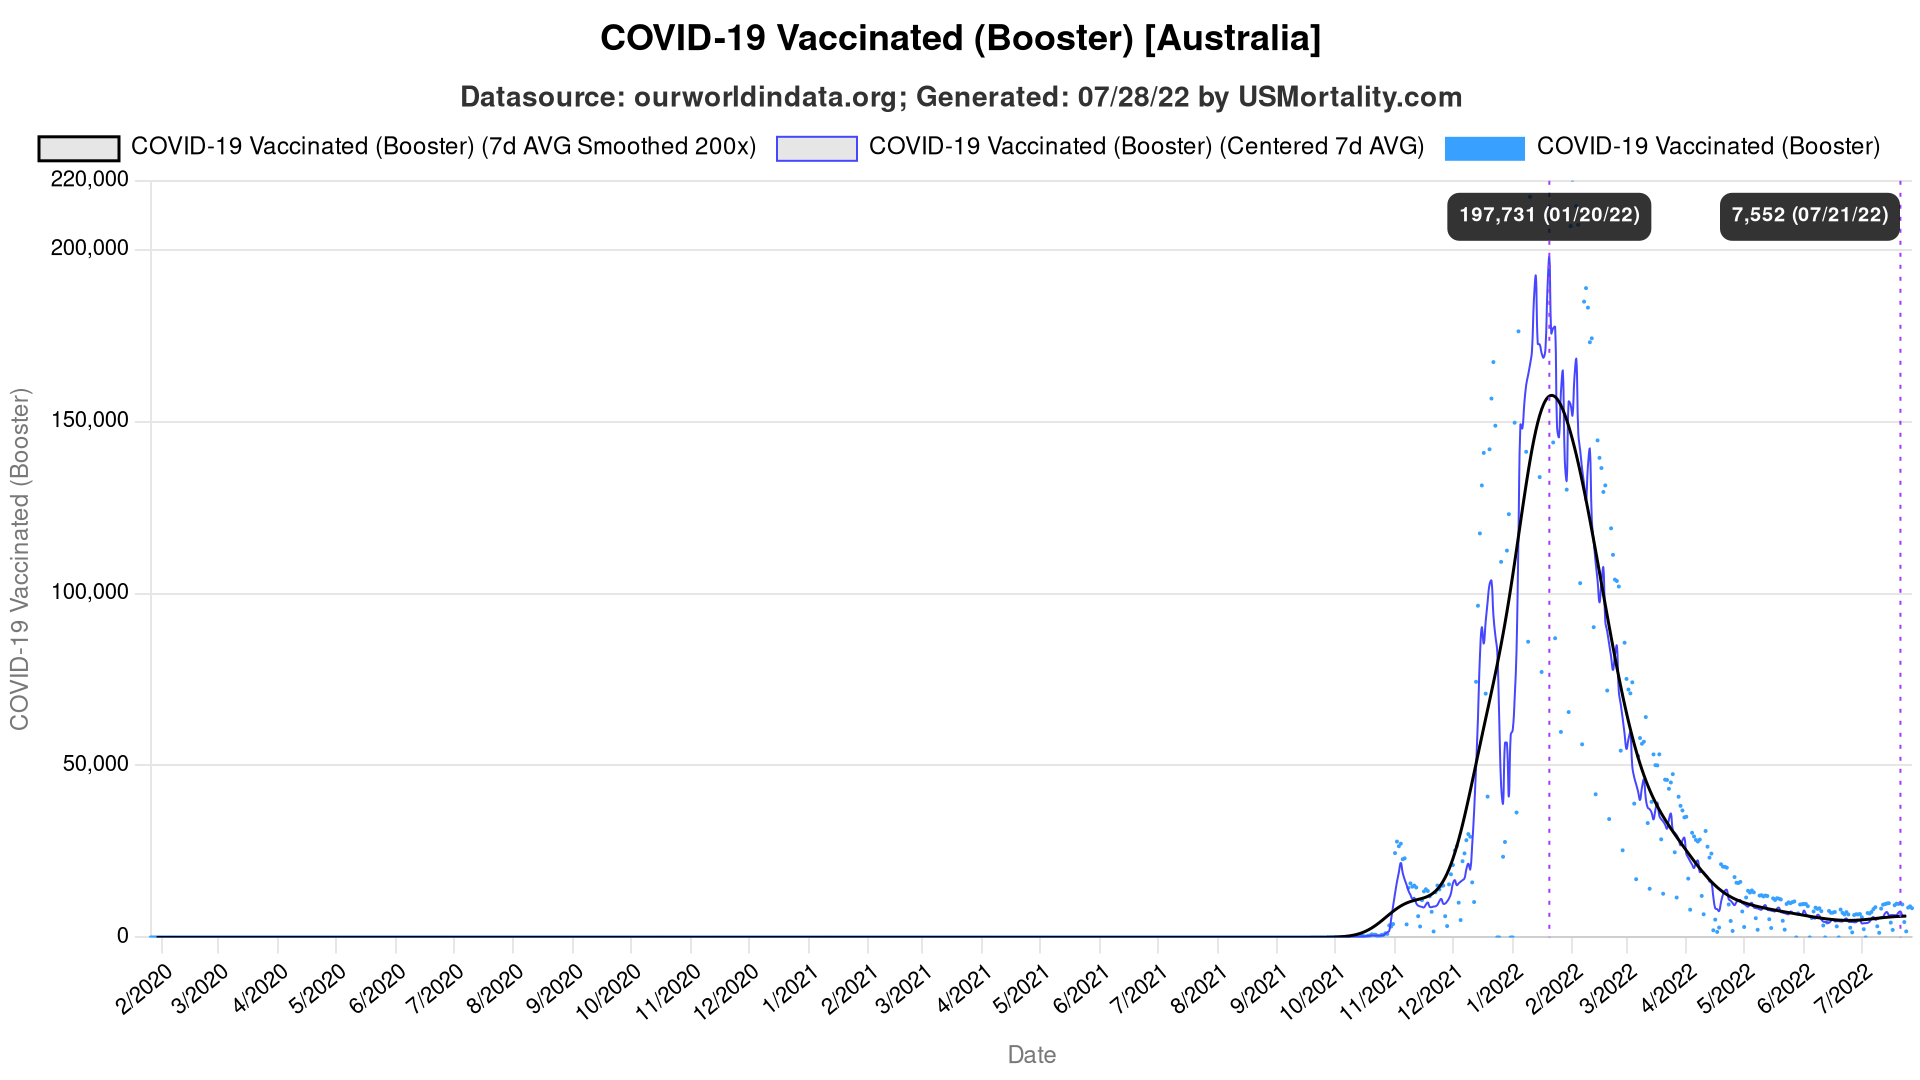 COVID-19 Vaccinated (Booster) [Australia]
Datasource: ourworldindata.org; Generated: 07/28/22 by USMortality.com
COVID-19 Vaccinated (Booster) (7d AVG Smoothed 200x) COVID-19 Vaccinated (Booster) (Centered 7d AVG) COVID-19 Vaccinated (Booster)
220,000
197,731 (01/20/22) 7,552 (07/21/22)
200,000
150,000
100,000
50,000
0
COVID-19 Vaccinated (Booster)
2/2020 3/2020 4/2020 5/2020 6/2020 7/2020 8/2020 9/2020 10/2020 11/2020 12/2020 1/2021 2/2021 3/2021 4/2021 5/2021 6/2021 7/2021 8/2021 9/2021 10/2021 11/2021 12/2021 1/2022 2/2022 3/2022 4/2022 5/2022 6/2022 7/2022
Date